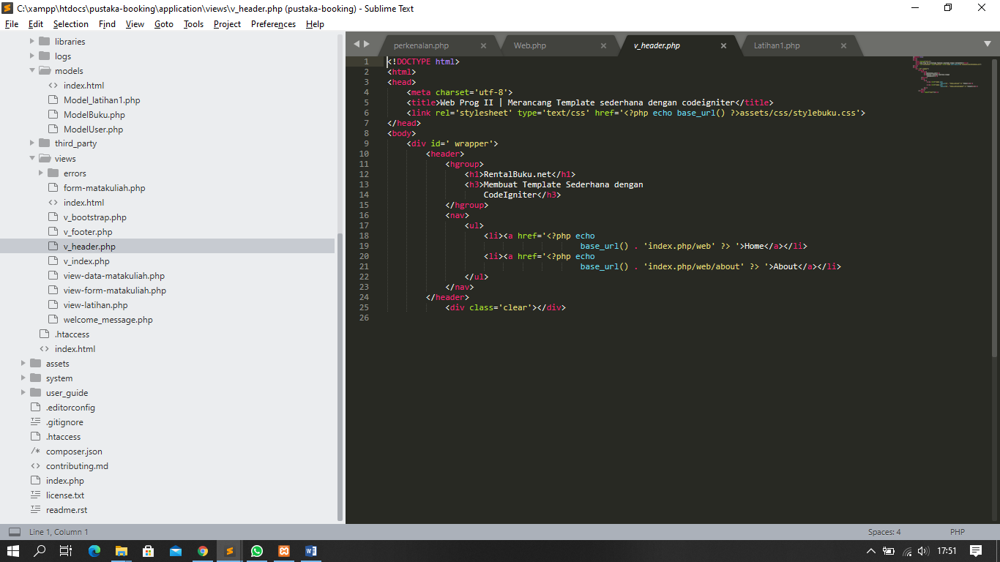 C:\xampp\htdocs\pustaka-booking\application\views\v_header.php (pustaka-booking) - Sublime Text
File Edit Selection Find View Goto Tools Project Preferences Help
libraries
logs
models
index.html
Model_latihan1.php
ModelBuku.php
ModelUser.php
third_party
views
errors
form-matakuliah.php
index.html
v_bootstrap.php
v_footer.php
v_header.php
v_index.php
view-data-matakuliah.php
view-form-matakuliah.php
view-latihan.php
welcome_message.php
.htaccess
index.html
assets
system
user_guide
.editorconfig
.gitignore
.htaccess
composer.json
contributing.md
index.php
license.txt
readme.rst
perkenalan.php Web.php v_header.php Latihan1.php
1 <!DOCTYPE html>
2 <html>
3 <head>
4 <meta charset='utf-8'>
5 <title>Web Prog II | Merancang Template sederhana dengan codeigniter</title>
6 <link rel='stylesheet' type='text/css' href='<?php echo base_url() ?>assets/css/stylebuku.css'>
7 </head>
8 <body>
9 <div id=' wrapper'>
10 <header>
11 <hgroup>
12 <h1>RentalBuku.net</h1>
13 <h3>Membuat Template Sederhana dengan
14 CodeIgniter</h3>
15 </hgroup>
16 <nav>
17 <ul>
18 <li><a href='<?php echo
19 base_url() . 'index.php/web' ?> '>Home</a></li>
20 <li><a href='<?php echo
21 base_url() . 'index.php/web/about' ?> '>About</a></li>
22 </ul>
23 </nav>
24 </header>
25 <div class='clear'></div>
26
Line 1, Column 1 Spaces: 4 PHP
17:51